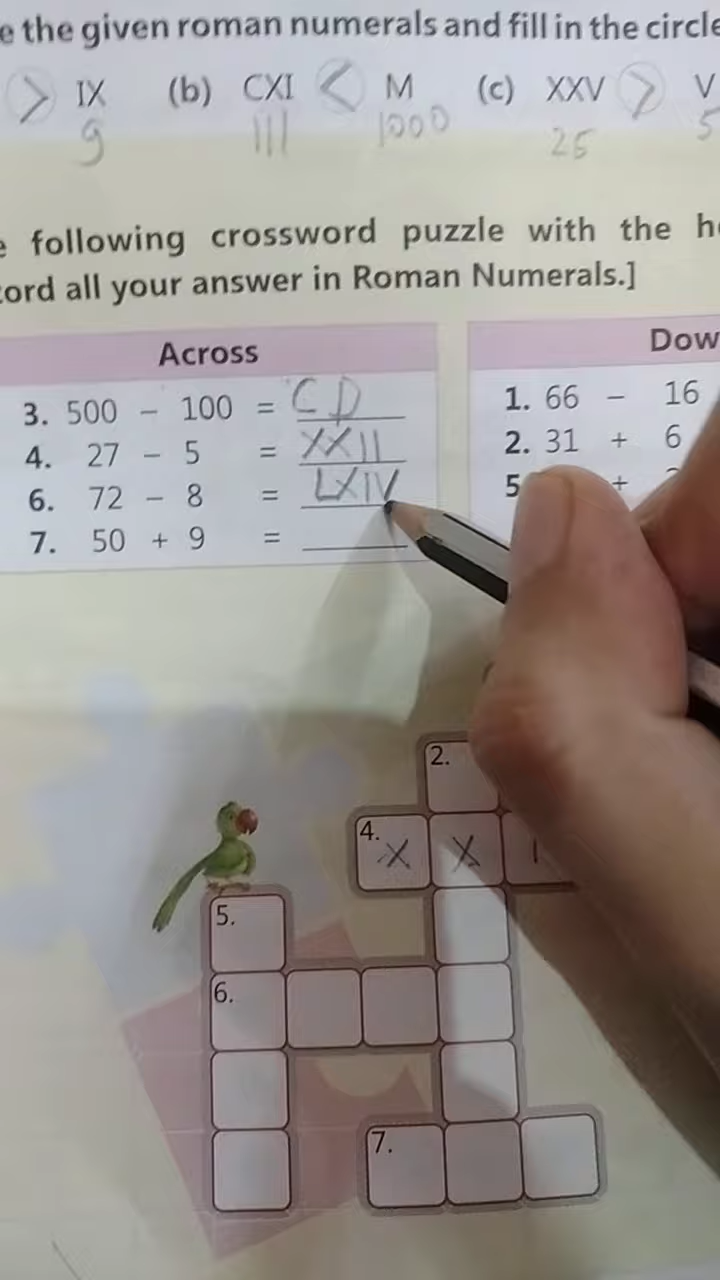 the given roman numerals and fill in the circle
> IX (b) CXI < M (c) XXV > V
9 111 1000 25 5
following crossword puzzle with the
all your answer in Roman Numerals.]
Across
3. 500 - 100 = CD
4. 27 - 5 = XXII
6. 72 - 8 = LXIV
7. 50 + 9 =
1. 66 - 16
2. 31 + 6
5 +
2.
4. X X I
5.
6.
7.